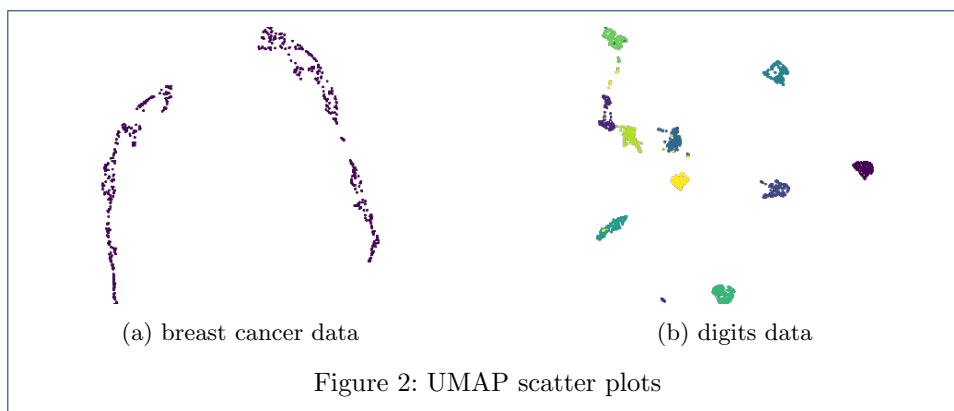 (a) breast cancer data
(b) digits data
Figure 2: UMAP scatter plots